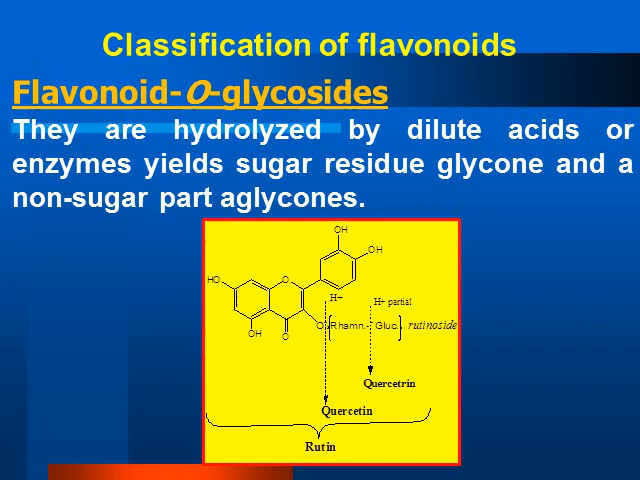 Classification of flavonoids
Flavonoid-O-glycosides
They are hydrolyzed by dilute acids or
enzymes yields sugar residue glycone and a
non-sugar part aglycones.
OH
OH
HO
O
H+
H+ partial
O
Rhamn.- Gluc.
rutinoside
OH
O
Quercetrin
Quercetin
Rutin